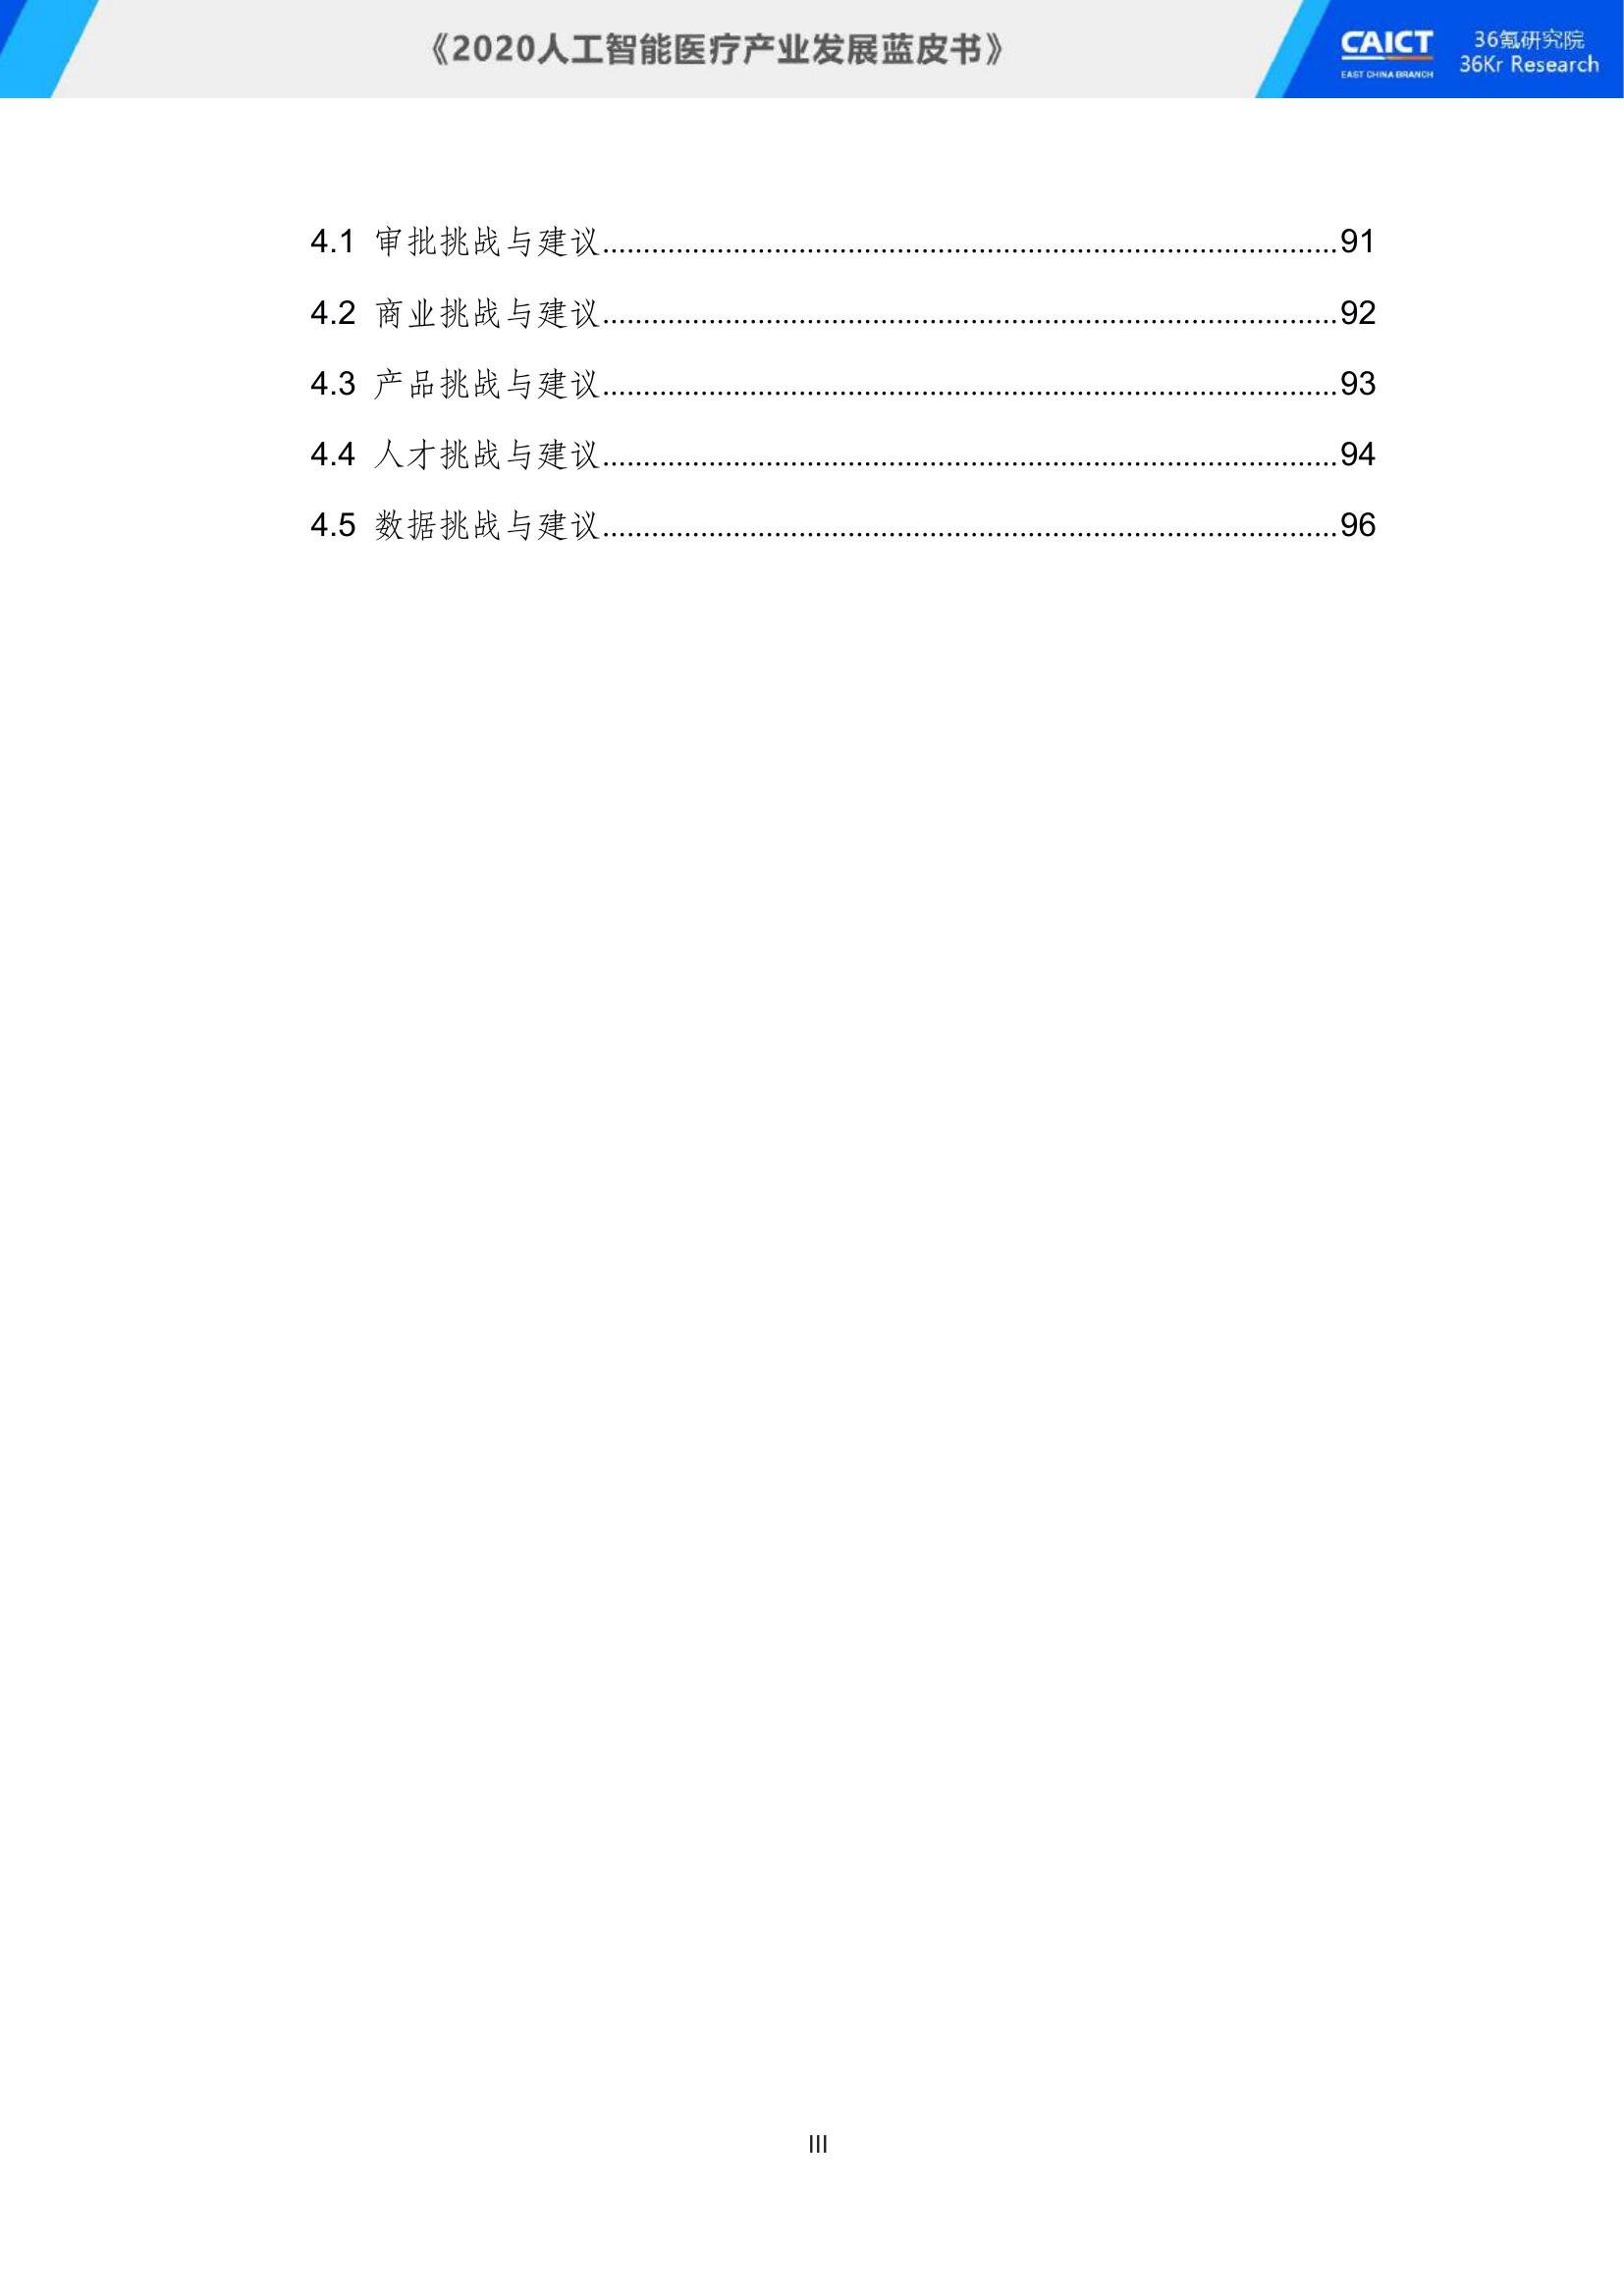 《2020人工智能医疗产业发展蓝皮书》
CAICT
EAST CHINA BRANCH
36氪研究院
36Kr Research
4.1 审批挑战与建议..........................................................................................91
4.2 商业挑战与建议..........................................................................................92
4.3 产品挑战与建议..........................................................................................93
4.4 人才挑战与建议..........................................................................................94
4.5 数据挑战与建议..........................................................................................96
III